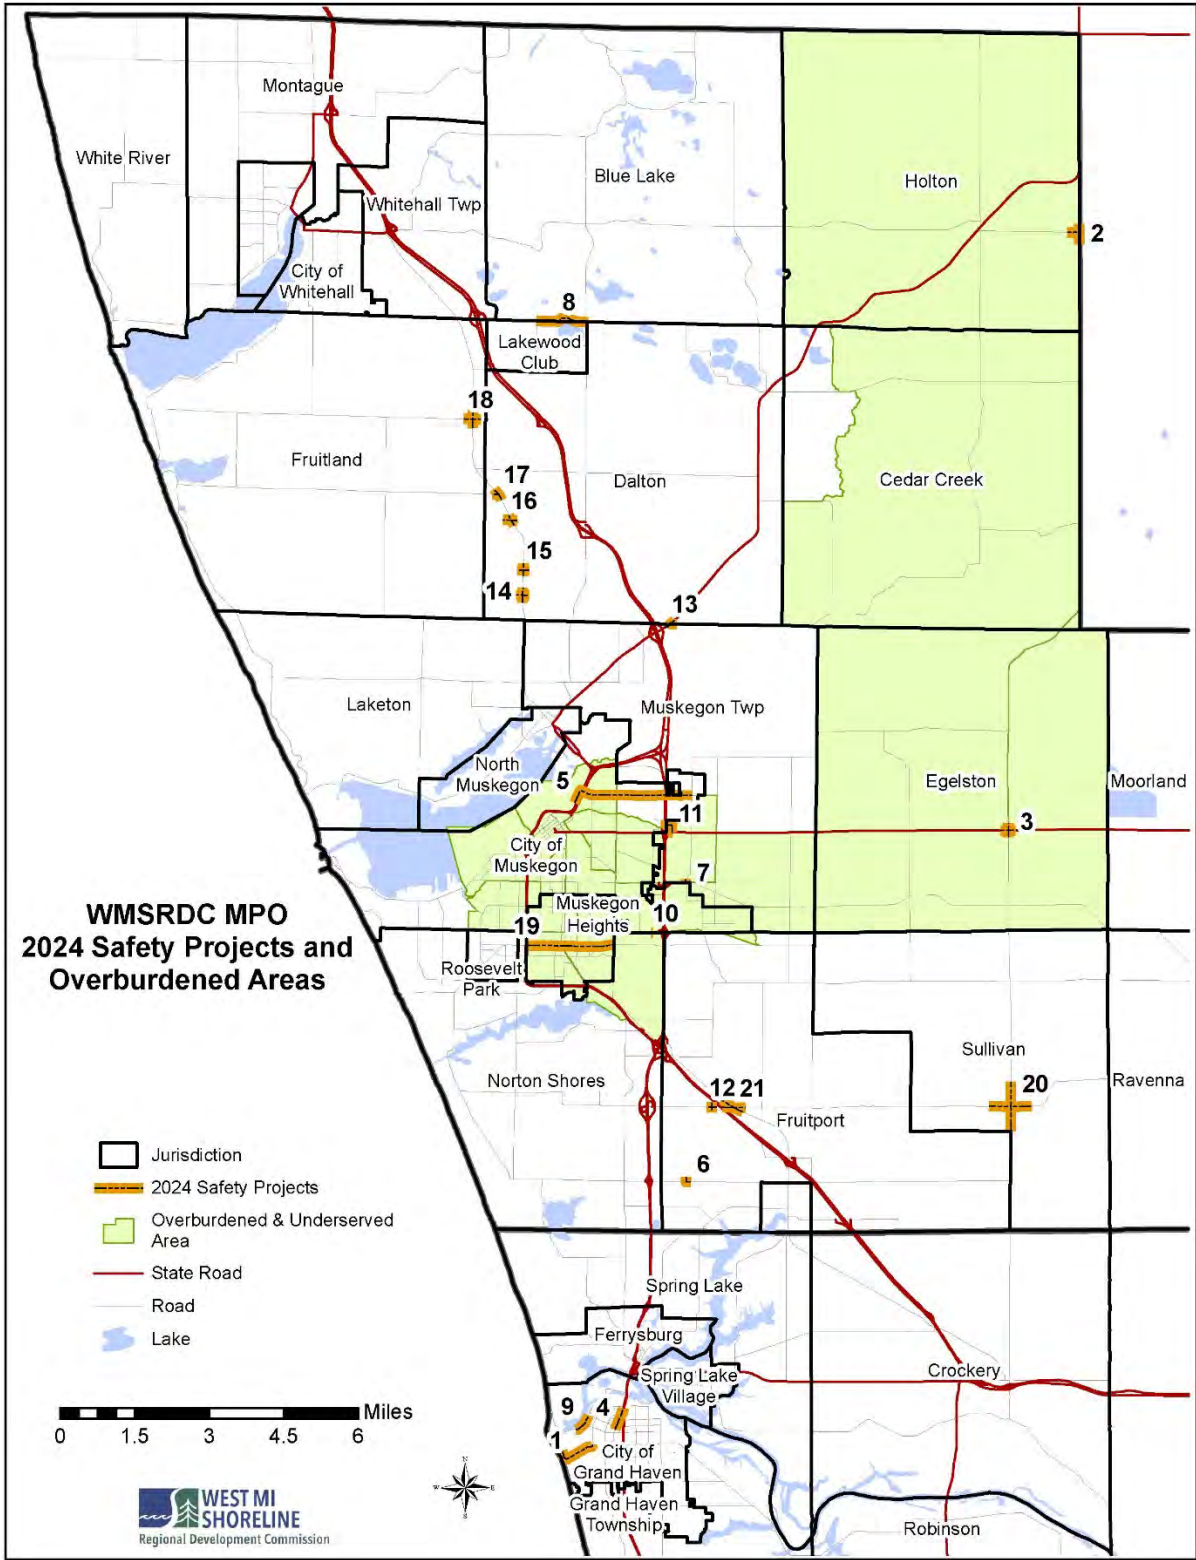 Montague
White River
Blue Lake
Holton
Whitehall Twp
2
City of
Whitehall
8
Lakewood
Club
18
Fruitland
17
Dalton
Cedar Creek
16
15
14
13
Laketon
Muskegon Twp
North
Muskegon
5
Egelston
Moorland
11
3
City of
Muskegon
7
WMSRDC MPO
2024 Safety Projects and
Overburdened Areas
Muskegon
Heights
10
19
Roosevelt
Park
Sullivan
Norton Shores
12 21
20
Ravenna
Fruitport
Jurisdiction
6
2024 Safety Projects
Overburdened & Underserved
Area
State Road
Road
Lake
Spring Lake
Ferrysburg
Spring Lake
Village
Crockery
Miles
0 1.5 3 4.5 6
9 4
1
City of
Grand Haven
Grand Haven
Township
Robinson
N
W E
S
WEST MI
SHORELINE
Regional Development Commission